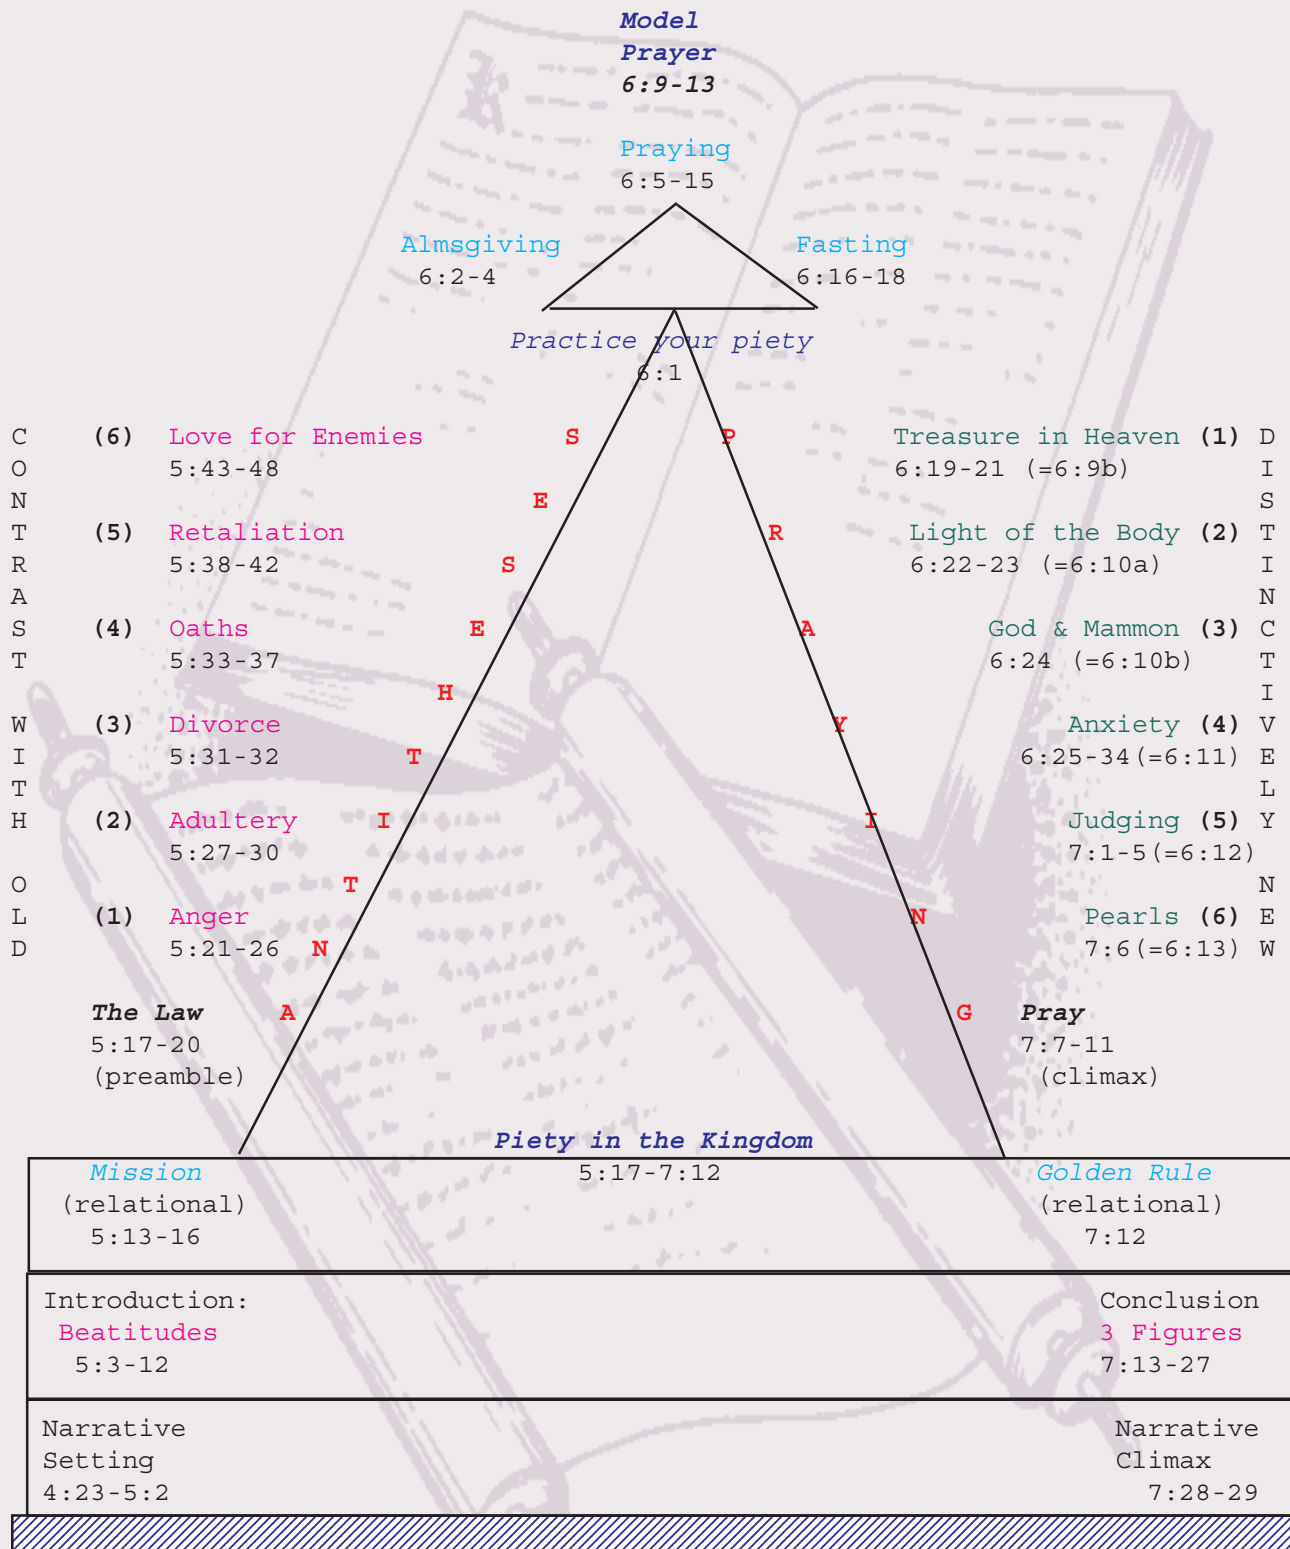 Model
Prayer
6:9-13
Praying
6:5-15
Almsgiving Fasting
6:2-4 6:16-18
Practice your piety
6:1
CONTRAST WITH OLD
(6) Love for Enemies
5:43-48
(5) Retaliation
5:38-42
(4) Oaths
5:33-37
(3) Divorce
5:31-32
(2) Adultery
5:27-30
(1) Anger
5:21-26
The Law
5:17-20
(preamble)
SESEHTTITNA
PRAYING
Treasure in Heaven (1)
6:19-21 (=6:9b)
Light of the Body (2)
6:22-23 (=6:10a)
God & Mammon (3)
6:24 (=6:10b)
Anxiety (4)
6:25-34(=6:11)
Judging (5)
7:1-5(=6:12)
Pearls (6)
7:6(=6:13)
Pray
7:7-11
(climax)
DISTINCTIVELY NEW
Piety in the Kingdom
5:17-7:12
Mission Golden Rule
(relational) (relational)
5:13-16 7:12
Introduction: Conclusion
Beatitudes 3 Figures
5:3-12 7:13-27
Narrative Narrative
Setting Climax
4:23-5:2 7:28-29